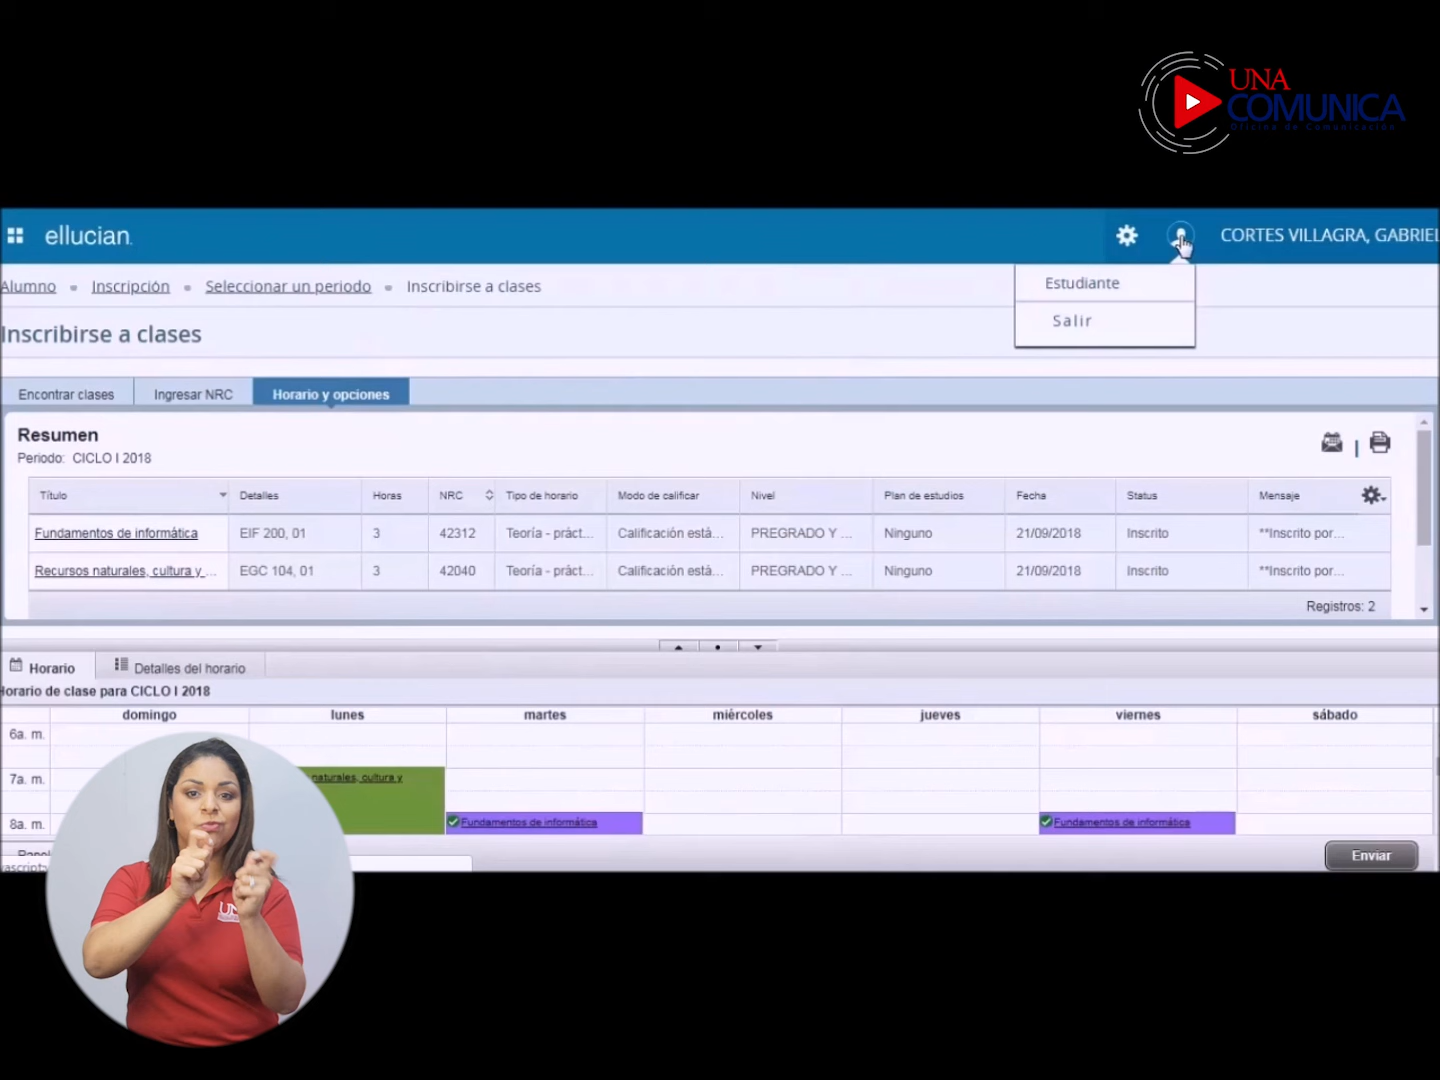 UNA
COMUNICA
Oficina de Comunicación
ellucian.
CORTES VILLAGRA, GABRIEL
Alumno Inscripción Seleccionar un periodo Inscribirse a clases
Estudiante
Salir
Inscribirse a clases
Encontrar clases Ingresar NRC Horario y opciones
Resumen
Periodo: CICLO I 2018
Título Detalles Horas NRC Tipo de horario Modo de calificar Nivel Plan de estudios Fecha Status Mensaje
Fundamentos de informática EIF 200, 01 3 42312 Teoría - práct... Calificación está... PREGRADO Y ... Ninguno 21/09/2018 Inscrito **Inscrito por...
Recursos naturales, cultura y ... EGC 104, 01 3 42040 Teoría - práct... Calificación está... PREGRADO Y ... Ninguno 21/09/2018 Inscrito **Inscrito por...
Registros: 2
Horario Detalles del horario
Horario de clase para CICLO I 2018
domingo lunes martes miércoles jueves viernes sábado
6a. m.
7a. m. naturales, cultura y
8a. m. Fundamentos de informática Fundamentos de informática
Enviar
UNA